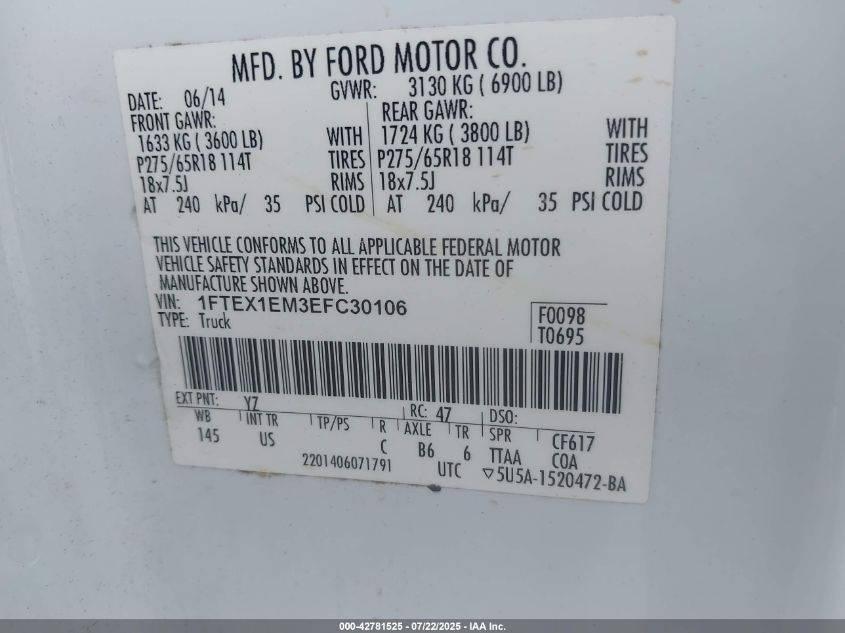 MFD. BY FORD MOTOR CO.
DATE: 06/14 GVWR: 3130 KG ( 6900 LB)
FRONT GAWR: REAR GAWR:
1633 KG ( 3600 LB) WITH 1724 KG ( 3800 LB) WITH
P275/65R18 114T TIRES P275/65R18 114T TIRES
18x7.5J RIMS 18x7.5J RIMS
AT 240 kPa/ 35 PSI COLD AT 240 kPa/ 35 PSI COLD
THIS VEHICLE CONFORMS TO ALL APPLICABLE FEDERAL MOTOR
VEHICLE SAFETY STANDARDS IN EFFECT ON THE DATE OF
MANUFACTURE SHOWN ABOVE.
VIN: 1FTEX1EM3EFC30106 F0098
TYPE: Truck T0695
EXT PNT: YZ RC: 47 DSO:
WB INT TR TP/PS R AXLE TR SPR CF617
145 US C B6 6 TTAA COA
2201406071791 UTC ▽5U5A-1520472-BA
000-42781525 - 07/22/2025 - IAA Inc.